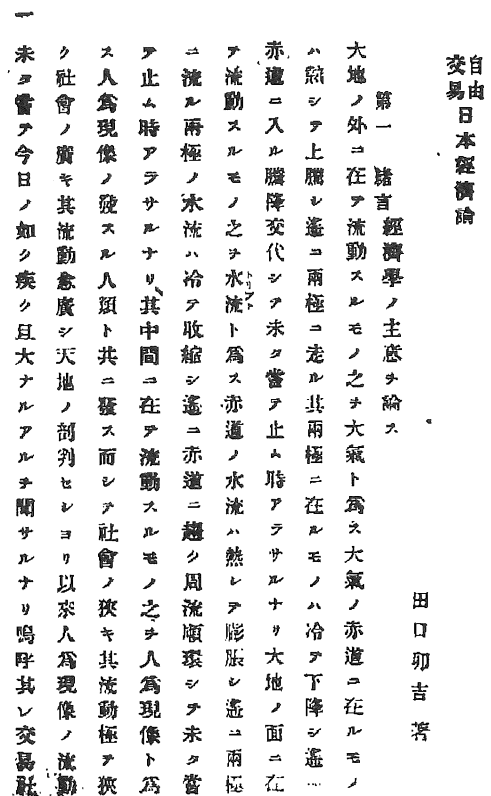 自由
交易
日本經濟論
田口卯吉著
第一　緒言　經濟學ノ主意ヲ論ス
大地ノ外ニ在テ流動スルモノ之ヲ大氣ト爲ス大氣ノ赤道ニ在ルモノ
ハ熱シテ上騰シ遙ニ兩極ニ走ル其兩極ニ在ルモノハ冷テ下降シ遙ニ
赤道ニ入ル騰降交代シテ未タ嘗テ止ム時アラサルナリ大地ノ面ニ在
テ流動スルモノ之ヲ水流ト爲ス赤道ノ水流ハ熱シテ膨脹シ遙ニ兩極
ニ流ル兩極ノ水流ハ冷テ收縮シ遙ニ赤道ニ趨ク周流順環シテ未タ嘗
テ止ム時アラサルナリ其中間ニ在テ流動スルモノ之ヲ人爲現像ト爲
ス人爲現像ノ發スル人類ト共ニ發ス而シテ社會ノ狹キ其流動極テ狹
ク社會ノ廣キ其流動愈廣シ天地ノ剖判セシヨリ以來人爲現像ノ流動
未タ嘗テ今日ノ如ク疾ク且大ナルアルヲ聞サルナリ嗚呼其レ交易社
一